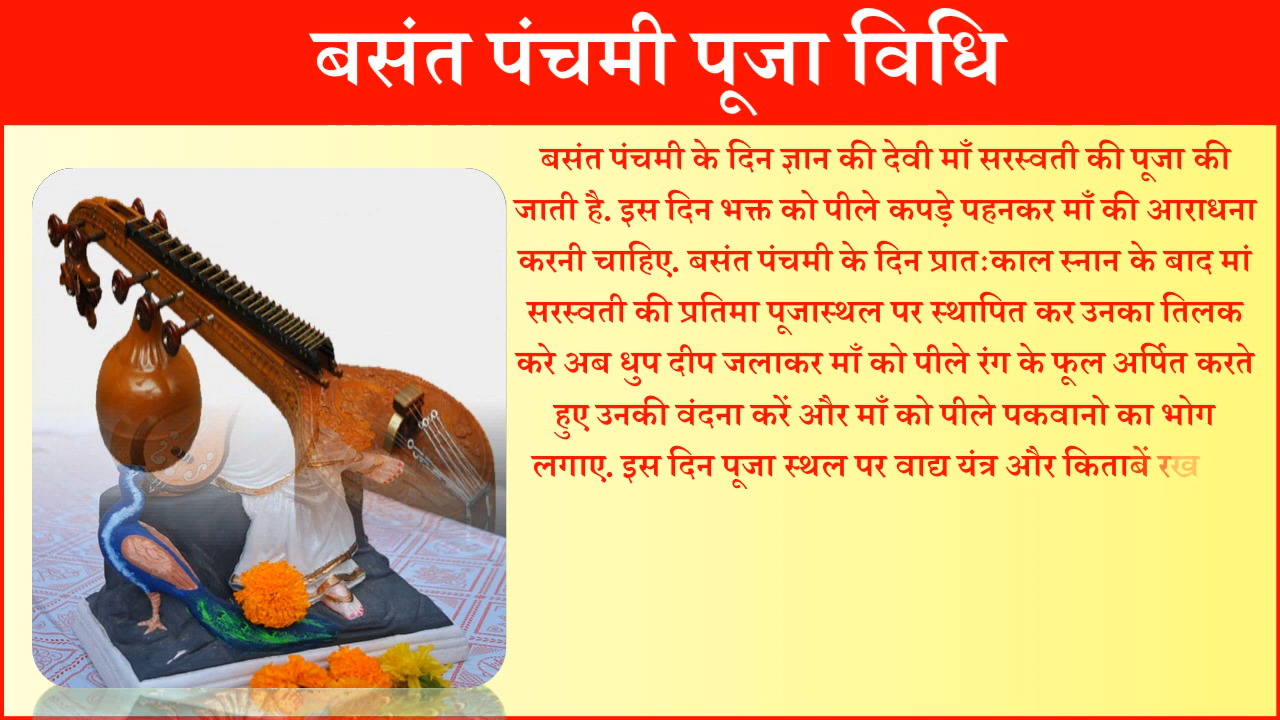 बसंत पंचमी पूजा विधि
बसंत पंचमी के दिन ज्ञान की देवी माँ सरस्वती की पूजा की
जाती है. इस दिन भक्त को पीले कपड़े पहनकर माँ की आराधना
करनी चाहिए. बसंत पंचमी के दिन प्रातःकाल स्नान के बाद मां
सरस्वती की प्रतिमा पूजास्थल पर स्थापित कर उनका तिलक
करे अब धुप दीप जलाकर माँ को पीले रंग के फूल अर्पित करते
हुए उनकी वंदना करें और माँ को पीले पकवानो का भोग
लगाए. इस दिन पूजा स्थल पर वाद्य यंत्र और किताबें रख